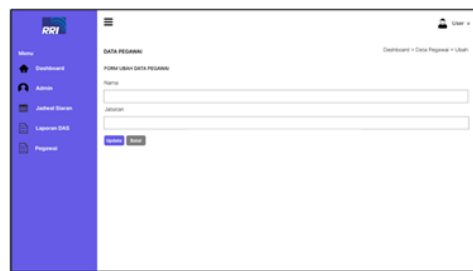 RRI
User
Menu
Dashboard
Admin
Jadwal Siaran
Laporan DAS
Pegawai
DATA PEGAWAI
Dashboard > Data Pegawai > Ubah
FORM UBAH DATA PEGAWAI
Nama
Jabatan
Update Batal